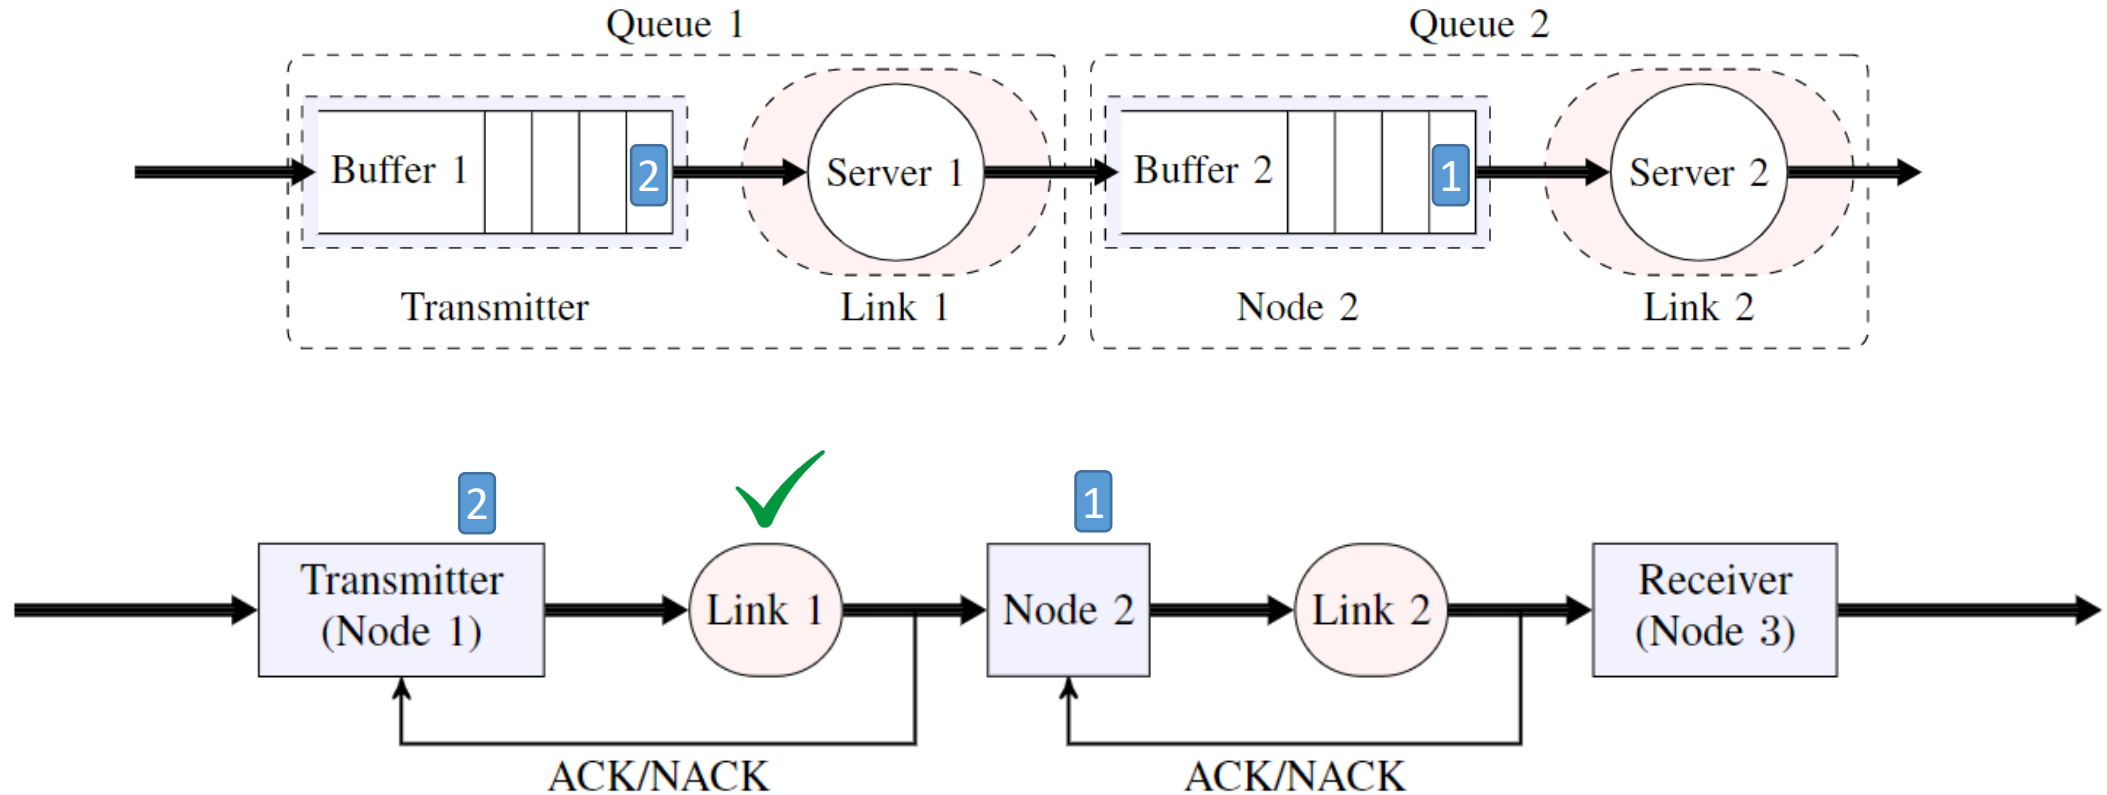 Queue 1
Queue 2
Buffer 1
2
Server 1
Buffer 2
1
Server 2
Transmitter
Link 1
Node 2
Link 2
2
1
Transmitter
(Node 1)
Link 1
Node 2
Link 2
Receiver
(Node 3)
ACK/NACK
ACK/NACK